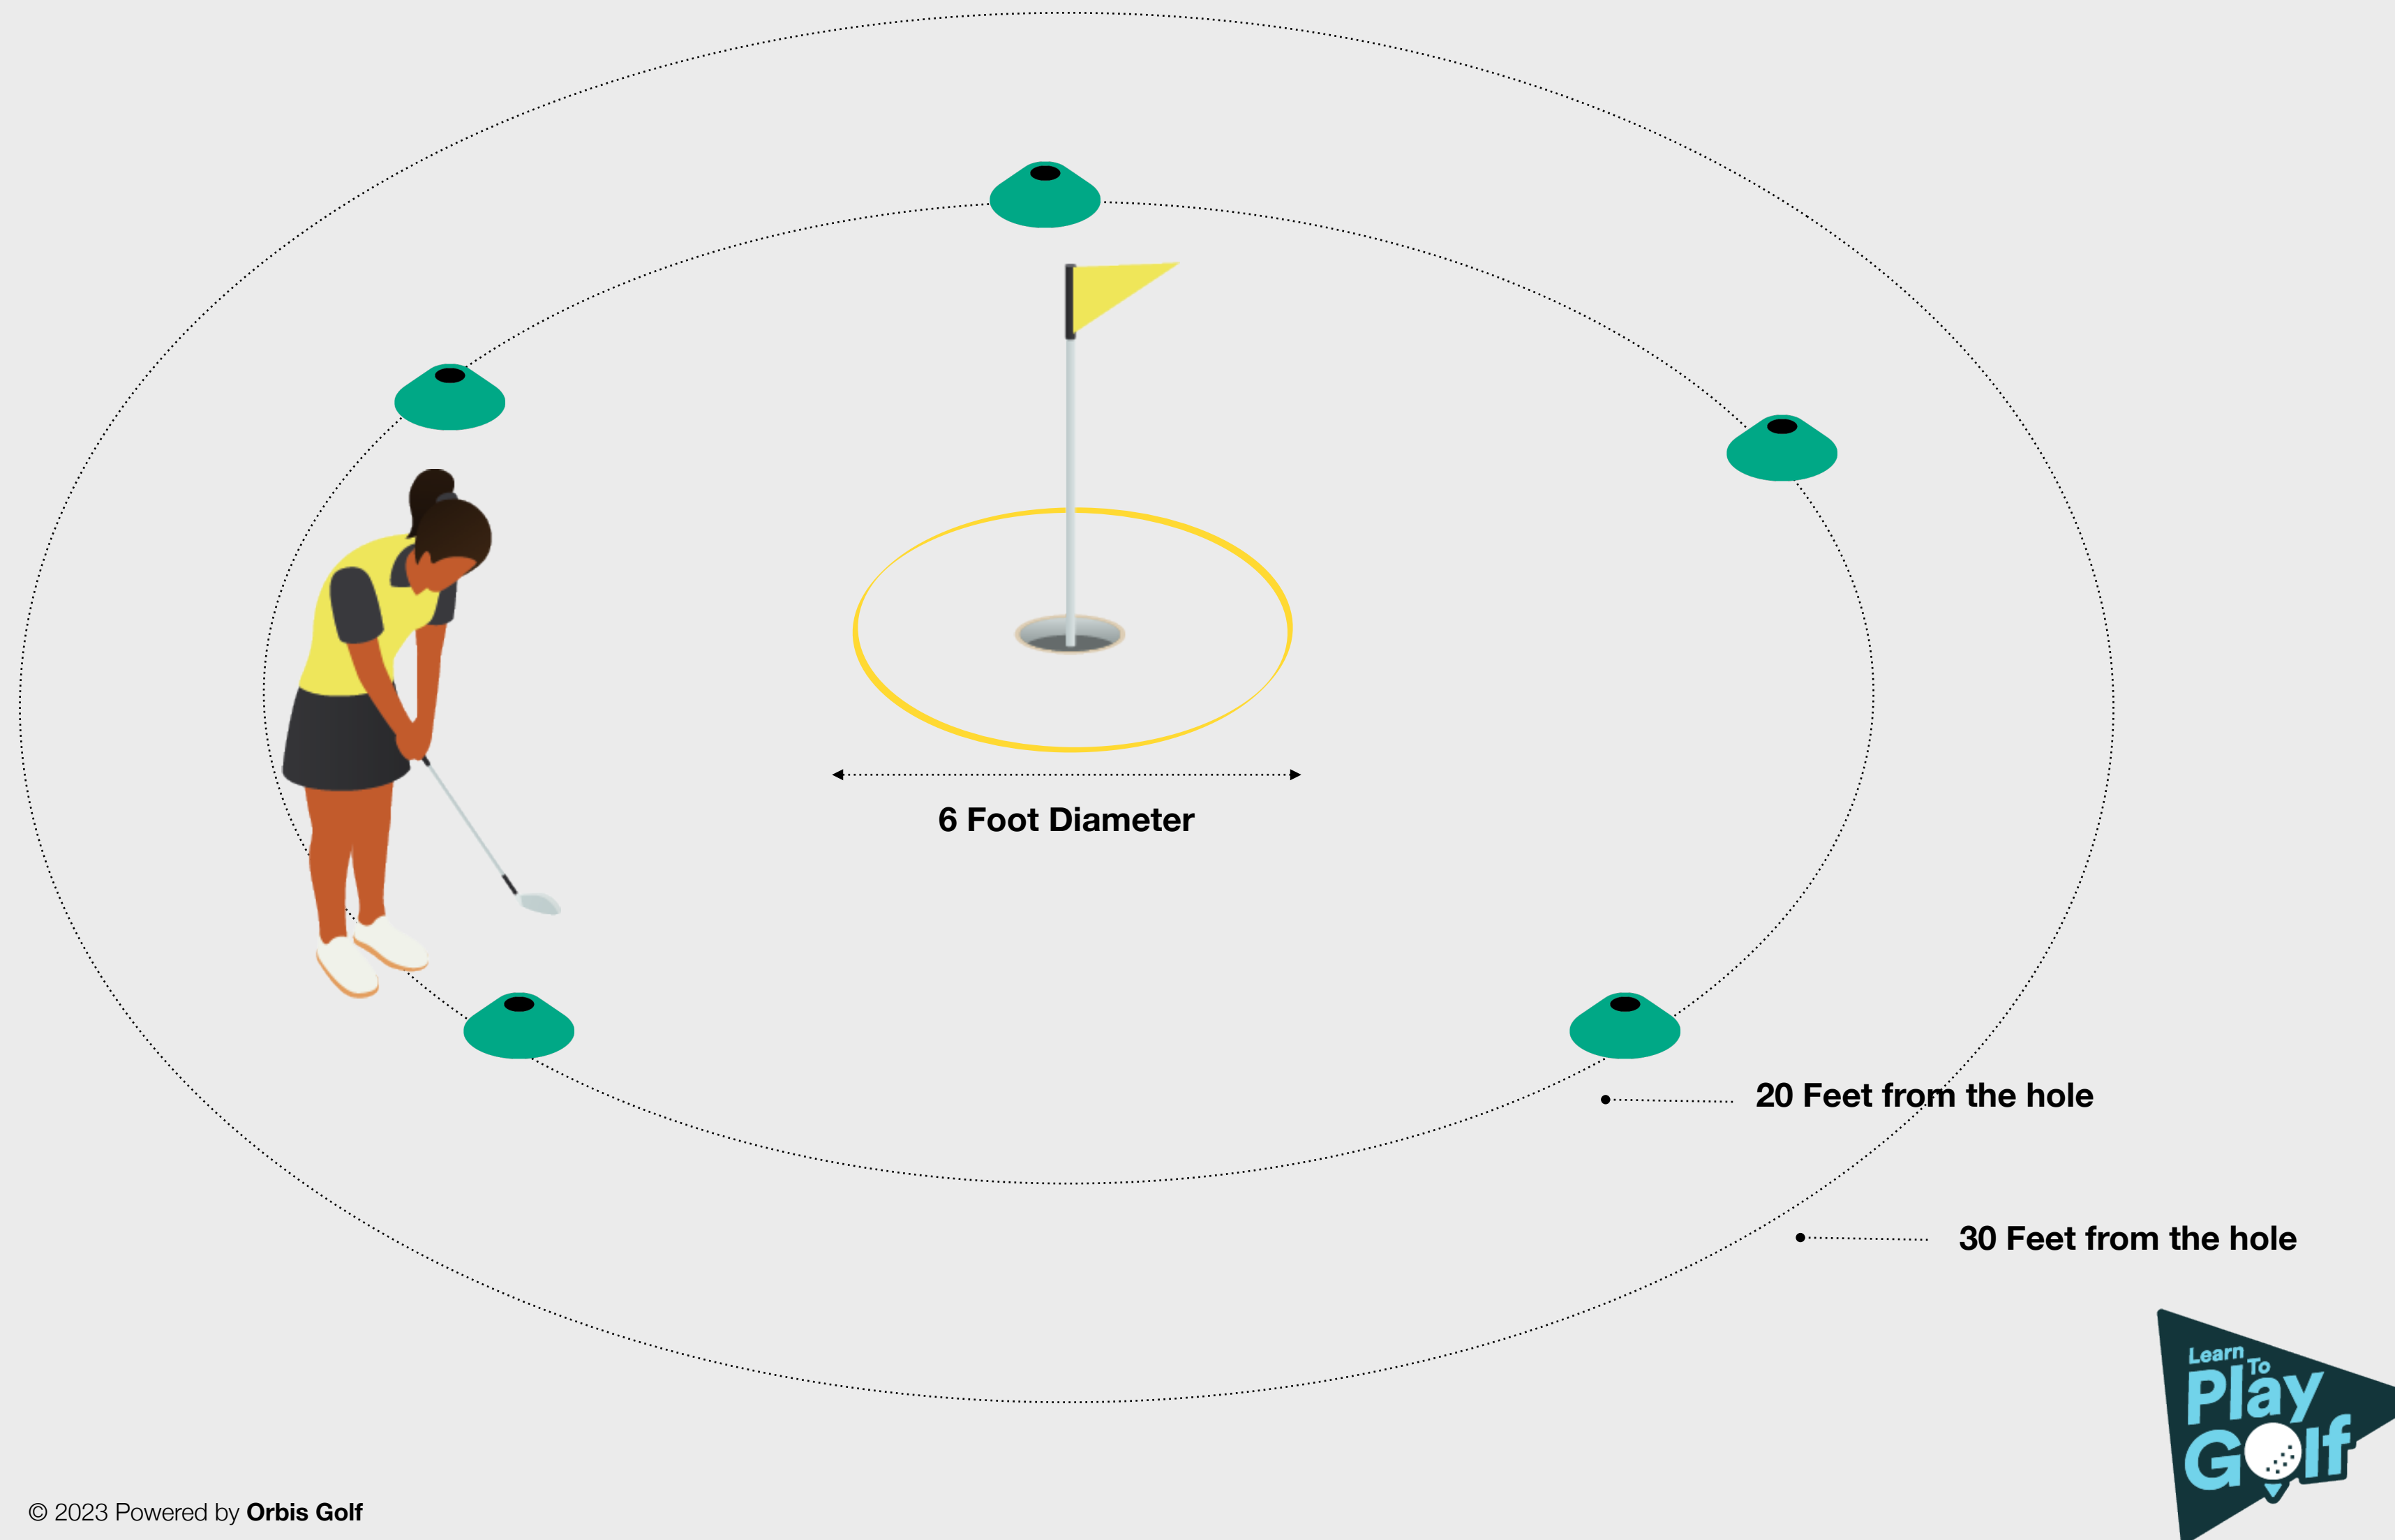 6 Foot Diameter
20 Feet from the hole
30 Feet from the hole
Learn To
Play
Golf
© 2023 Powered by Orbis Golf